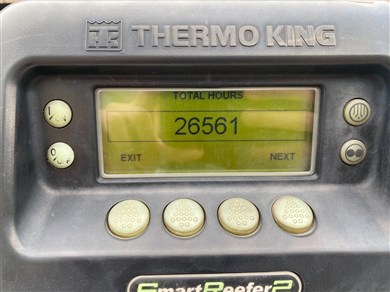 THERMO KING
TOTAL HOURS
26561
EXIT NEXT
SmartReefer2